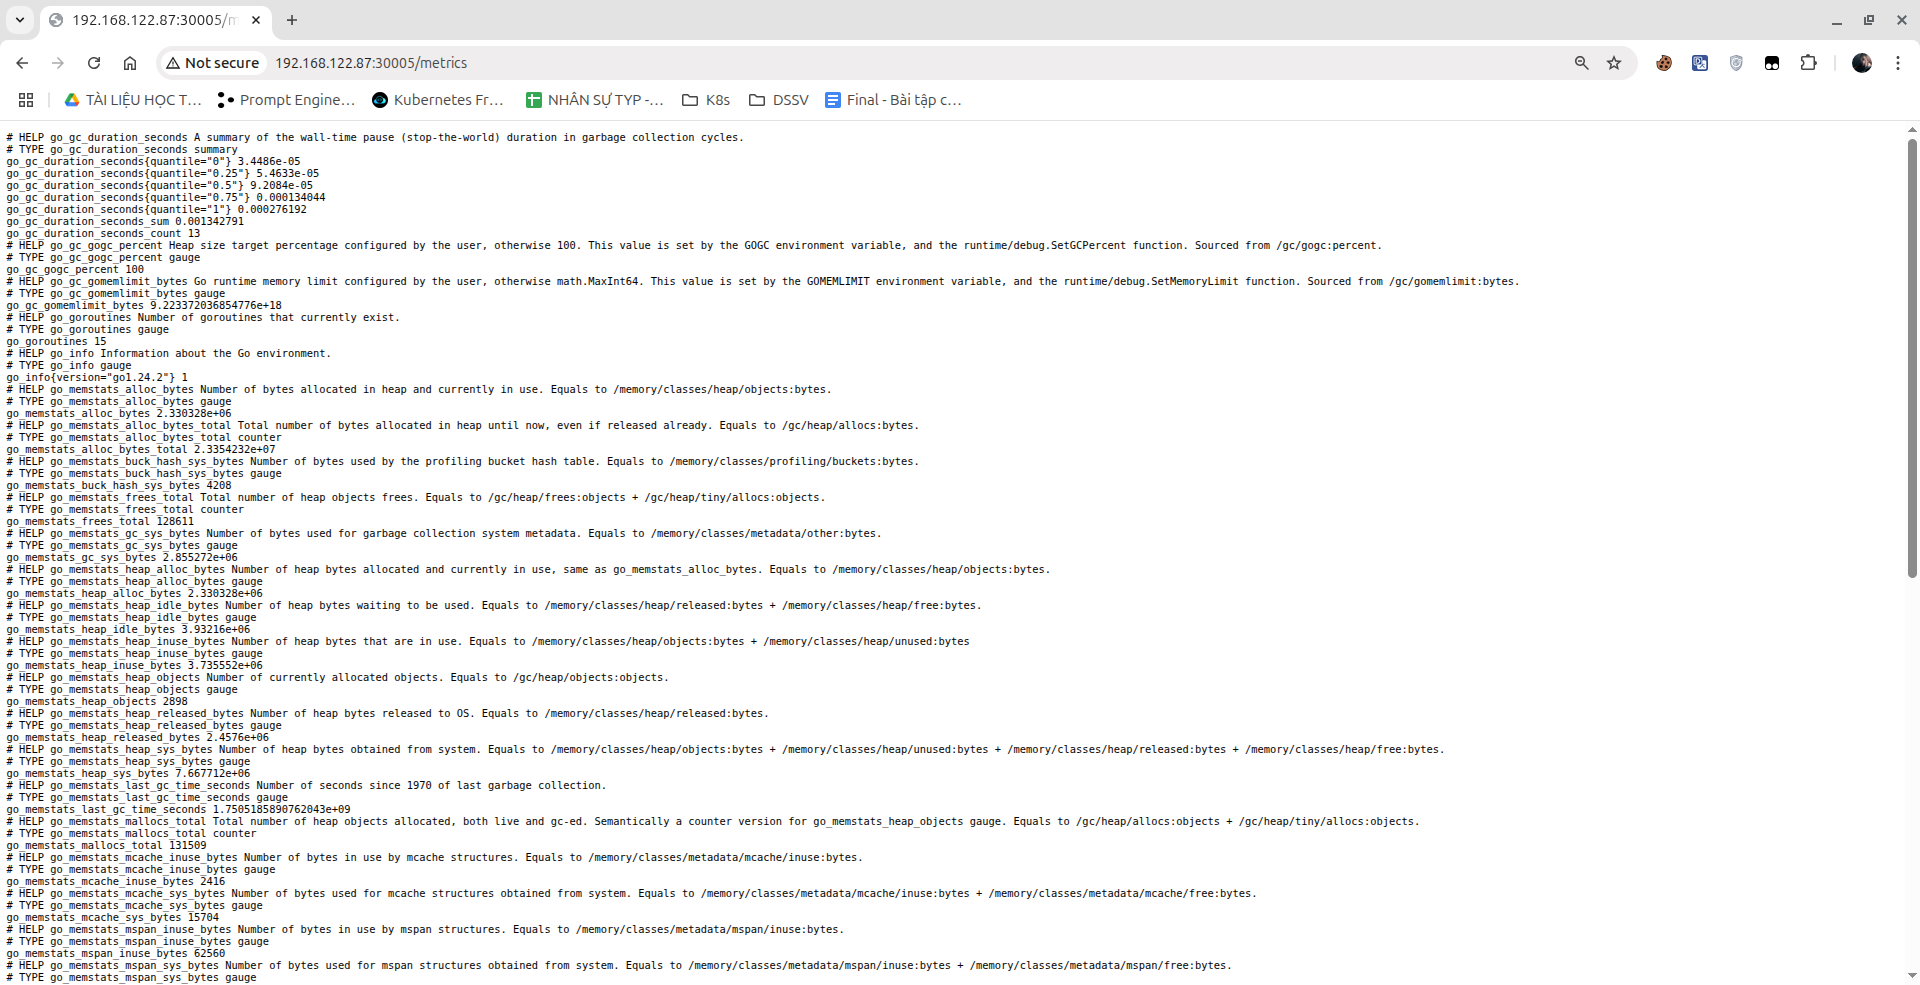 192.168.122.87:30005/m
Not secure
192.168.122.87:30005/metrics
TÀI LIỆU HỌC T...
Prompt Engine...
Kubernetes Fr...
NHÂN SỰ TYP -...
K8s
DSSV
Final - Bài tập c...
# HELP go_gc_duration_seconds A summary of the wall-time pause (stop-the-world) duration in garbage collection cycles.
# TYPE go_gc_duration_seconds summary
go_gc_duration_seconds{quantile="0"} 3.4486e-05
go_gc_duration_seconds{quantile="0.25"} 5.4633e-05
go_gc_duration_seconds{quantile="0.5"} 9.2084e-05
go_gc_duration_seconds{quantile="0.75"} 0.000134044
go_gc_duration_seconds{quantile="1"} 0.000276192
go_gc_duration_seconds_sum 0.001342791
go_gc_duration_seconds_count 13
# HELP go_gc_gogc_percent Heap size target percentage configured by the user, otherwise 100. This value is set by the GOGC environment variable, and the runtime/debug.SetGCPercent function. Sourced from /gc/gogc:percent.
# TYPE go_gc_gogc_percent gauge
go_gc_gogc_percent 100
# HELP go_gc_gomemlimit_bytes Go runtime memory limit configured by the user, otherwise math.MaxInt64. This value is set by the GOMEMLIMIT environment variable, and the runtime/debug.SetMemoryLimit function. Sourced from /gc/gomemlimit:bytes.
# TYPE go_gc_gomemlimit_bytes gauge
go_gc_gomemlimit_bytes 9.223372036854776e+18
# HELP go_goroutines Number of goroutines that currently exist.
# TYPE go_goroutines gauge
go_goroutines 15
# HELP go_info Information about the Go environment.
# TYPE go_info gauge
go_info{version="go1.24.2"} 1
# HELP go_memstats_alloc_bytes Number of bytes allocated in heap and currently in use. Equals to /memory/classes/heap/objects:bytes.
# TYPE go_memstats_alloc_bytes gauge
go_memstats_alloc_bytes 2.330328e+06
# HELP go_memstats_alloc_bytes_total Total number of bytes allocated in heap until now, even if released already. Equals to /gc/heap/allocs:bytes.
# TYPE go_memstats_alloc_bytes_total counter
go_memstats_alloc_bytes_total 2.3354232e+07
# HELP go_memstats_buck_hash_sys_bytes Number of bytes used by the profiling bucket hash table. Equals to /memory/classes/profiling/buckets:bytes.
# TYPE go_memstats_buck_hash_sys_bytes gauge
go_memstats_buck_hash_sys_bytes 4208
# HELP go_memstats_frees_total Total number of heap objects frees. Equals to /gc/heap/frees:objects + /gc/heap/tiny/allocs:objects.
# TYPE go_memstats_frees_total counter
go_memstats_frees_total 128611
# HELP go_memstats_gc_sys_bytes Number of bytes used for garbage collection system metadata. Equals to /memory/classes/metadata/other:bytes.
# TYPE go_memstats_gc_sys_bytes gauge
go_memstats_gc_sys_bytes 2.855272e+06
# HELP go_memstats_heap_alloc_bytes Number of heap bytes allocated and currently in use, same as go_memstats_alloc_bytes. Equals to /memory/classes/heap/objects:bytes.
# TYPE go_memstats_heap_alloc_bytes gauge
go_memstats_heap_alloc_bytes 2.330328e+06
# HELP go_memstats_heap_idle_bytes Number of heap bytes waiting to be used. Equals to /memory/classes/heap/released:bytes + /memory/classes/heap/free:bytes.
# TYPE go_memstats_heap_idle_bytes gauge
go_memstats_heap_idle_bytes 3.93216e+06
# HELP go_memstats_heap_inuse_bytes Number of heap bytes that are in use. Equals to /memory/classes/heap/objects:bytes + /memory/classes/heap/unused:bytes
# TYPE go_memstats_heap_inuse_bytes gauge
go_memstats_heap_inuse_bytes 3.735552e+06
# HELP go_memstats_heap_objects Number of currently allocated objects. Equals to /gc/heap/objects:objects.
# TYPE go_memstats_heap_objects gauge
go_memstats_heap_objects 2898
# HELP go_memstats_heap_released_bytes Number of heap bytes released to OS. Equals to /memory/classes/heap/released:bytes.
# TYPE go_memstats_heap_released_bytes gauge
go_memstats_heap_released_bytes 2.4576e+06
# HELP go_memstats_heap_sys_bytes Number of heap bytes obtained from system. Equals to /memory/classes/heap/objects:bytes + /memory/classes/heap/unused:bytes + /memory/classes/heap/released:bytes + /memory/classes/heap/free:bytes.
# TYPE go_memstats_heap_sys_bytes gauge
go_memstats_heap_sys_bytes 7.667712e+06
# HELP go_memstats_last_gc_time_seconds Number of seconds since 1970 of last garbage collection.
# TYPE go_memstats_last_gc_time_seconds gauge
go_memstats_last_gc_time_seconds 1.7505185890762043e+09
# HELP go_memstats_mallocs_total Total number of heap objects allocated, both live and gc-ed. Semantically a counter version for go_memstats_heap_objects gauge. Equals to /gc/heap/allocs:objects + /gc/heap/tiny/allocs:objects.
# TYPE go_memstats_mallocs_total counter
go_memstats_mallocs_total 131509
# HELP go_memstats_mcache_inuse_bytes Number of bytes in use by mcache structures. Equals to /memory/classes/metadata/mcache/inuse:bytes.
# TYPE go_memstats_mcache_inuse_bytes gauge
go_memstats_mcache_inuse_bytes 2416
# HELP go_memstats_mcache_sys_bytes Number of bytes used for mcache structures obtained from system. Equals to /memory/classes/metadata/mcache/inuse:bytes + /memory/classes/metadata/mcache/free:bytes.
# TYPE go_memstats_mcache_sys_bytes gauge
go_memstats_mcache_sys_bytes 15704
# HELP go_memstats_mspan_inuse_bytes Number of bytes in use by mspan structures. Equals to /memory/classes/metadata/mspan/inuse:bytes.
# TYPE go_memstats_mspan_inuse_bytes gauge
go_memstats_mspan_inuse_bytes 62560
# HELP go_memstats_mspan_sys_bytes Number of bytes used for mspan structures obtained from system. Equals to /memory/classes/metadata/mspan/inuse:bytes + /memory/classes/metadata/mspan/free:bytes.
# TYPE go_memstats_mspan_sys_bytes gauge